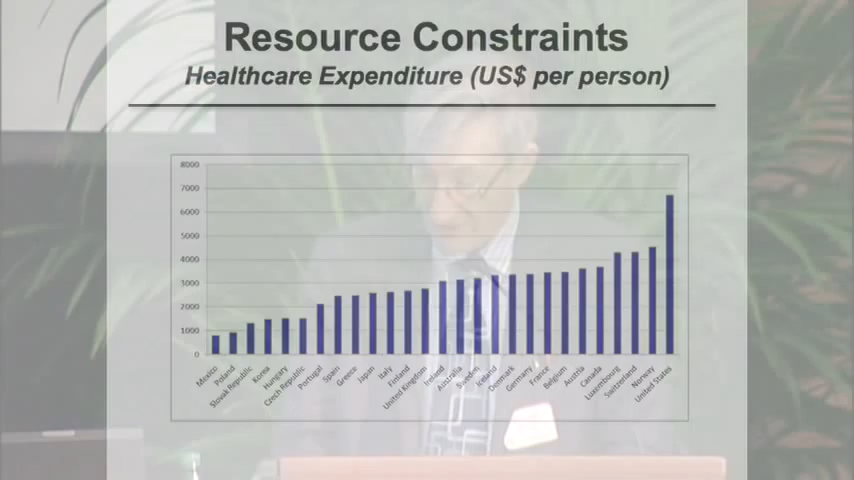 Resource Constraints
Healthcare Expenditure (US$ per person)
8000
7000
6000
5000
4000
3000
2000
1000
0
Mexico
Poland
Slovak Republic
Korea
Hungary
Czech Republic
Portugal
Spain
Greece
Japan
Italy
Finland
United Kingdom
Ireland
Australia
Sweden
Iceland
Denmark
Germany
France
Belgium
Austria
Canada
Luxembourg
Switzerland
Norway
United States